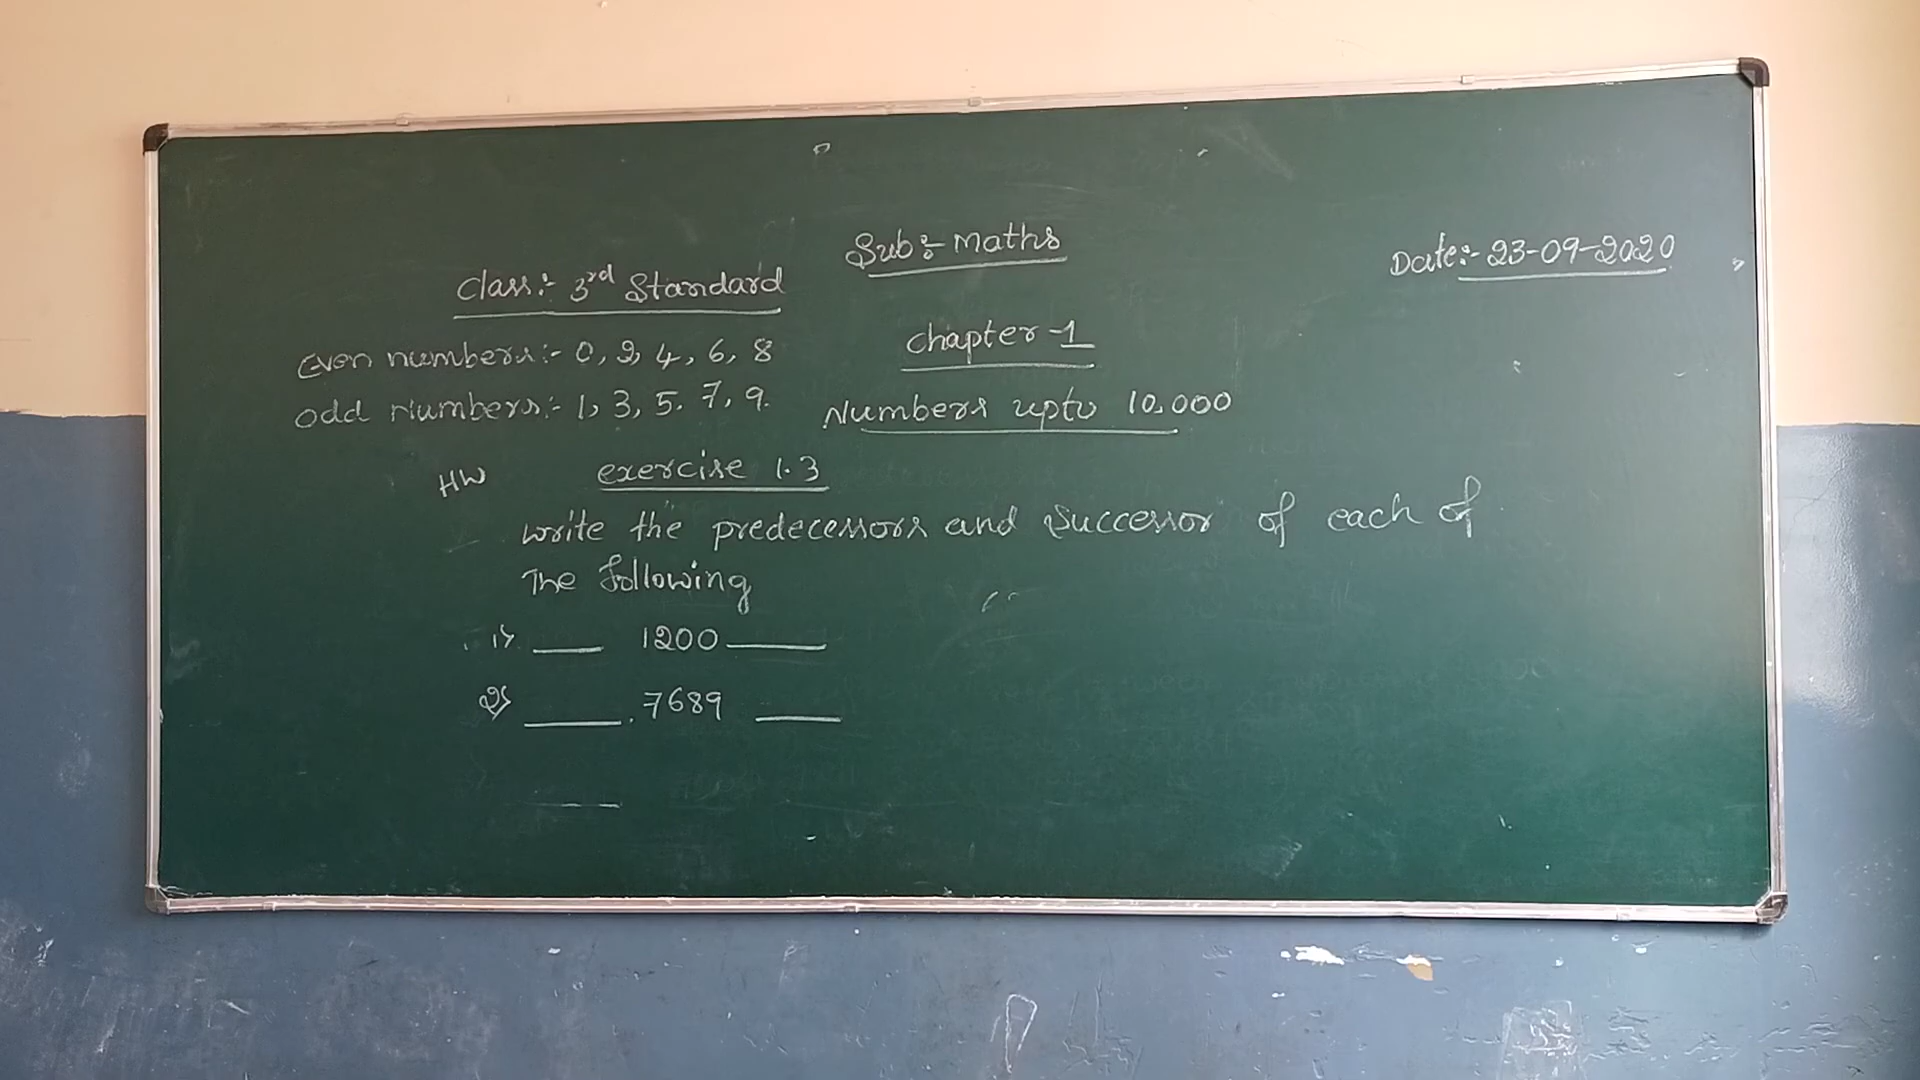 Sub:- Maths
Date:- 23-09-2020
Class:- 3rd Standard
Even numbers:- 0, 2, 4, 6, 8
Chapter-1
odd Numbers:- 1, 3, 5, 7, 9.
Numbers upto 10,000
HW exercise 1.3
write the predecessors and Successor of each of
The following
1) ___ 1200 ___
2) ___ 7689 ___